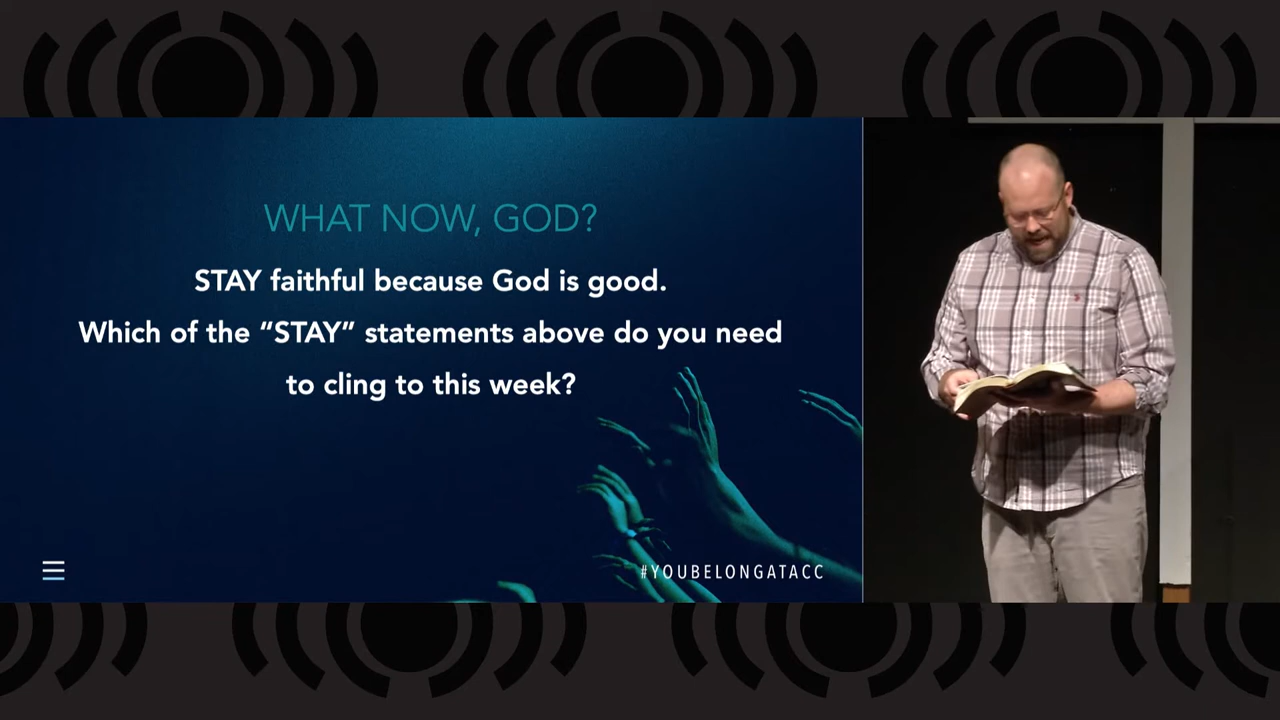 WHAT NOW, GOD?
STAY faithful because God is good.
Which of the “STAY” statements above do you need
to cling to this week?
#YOUBELONGATACC